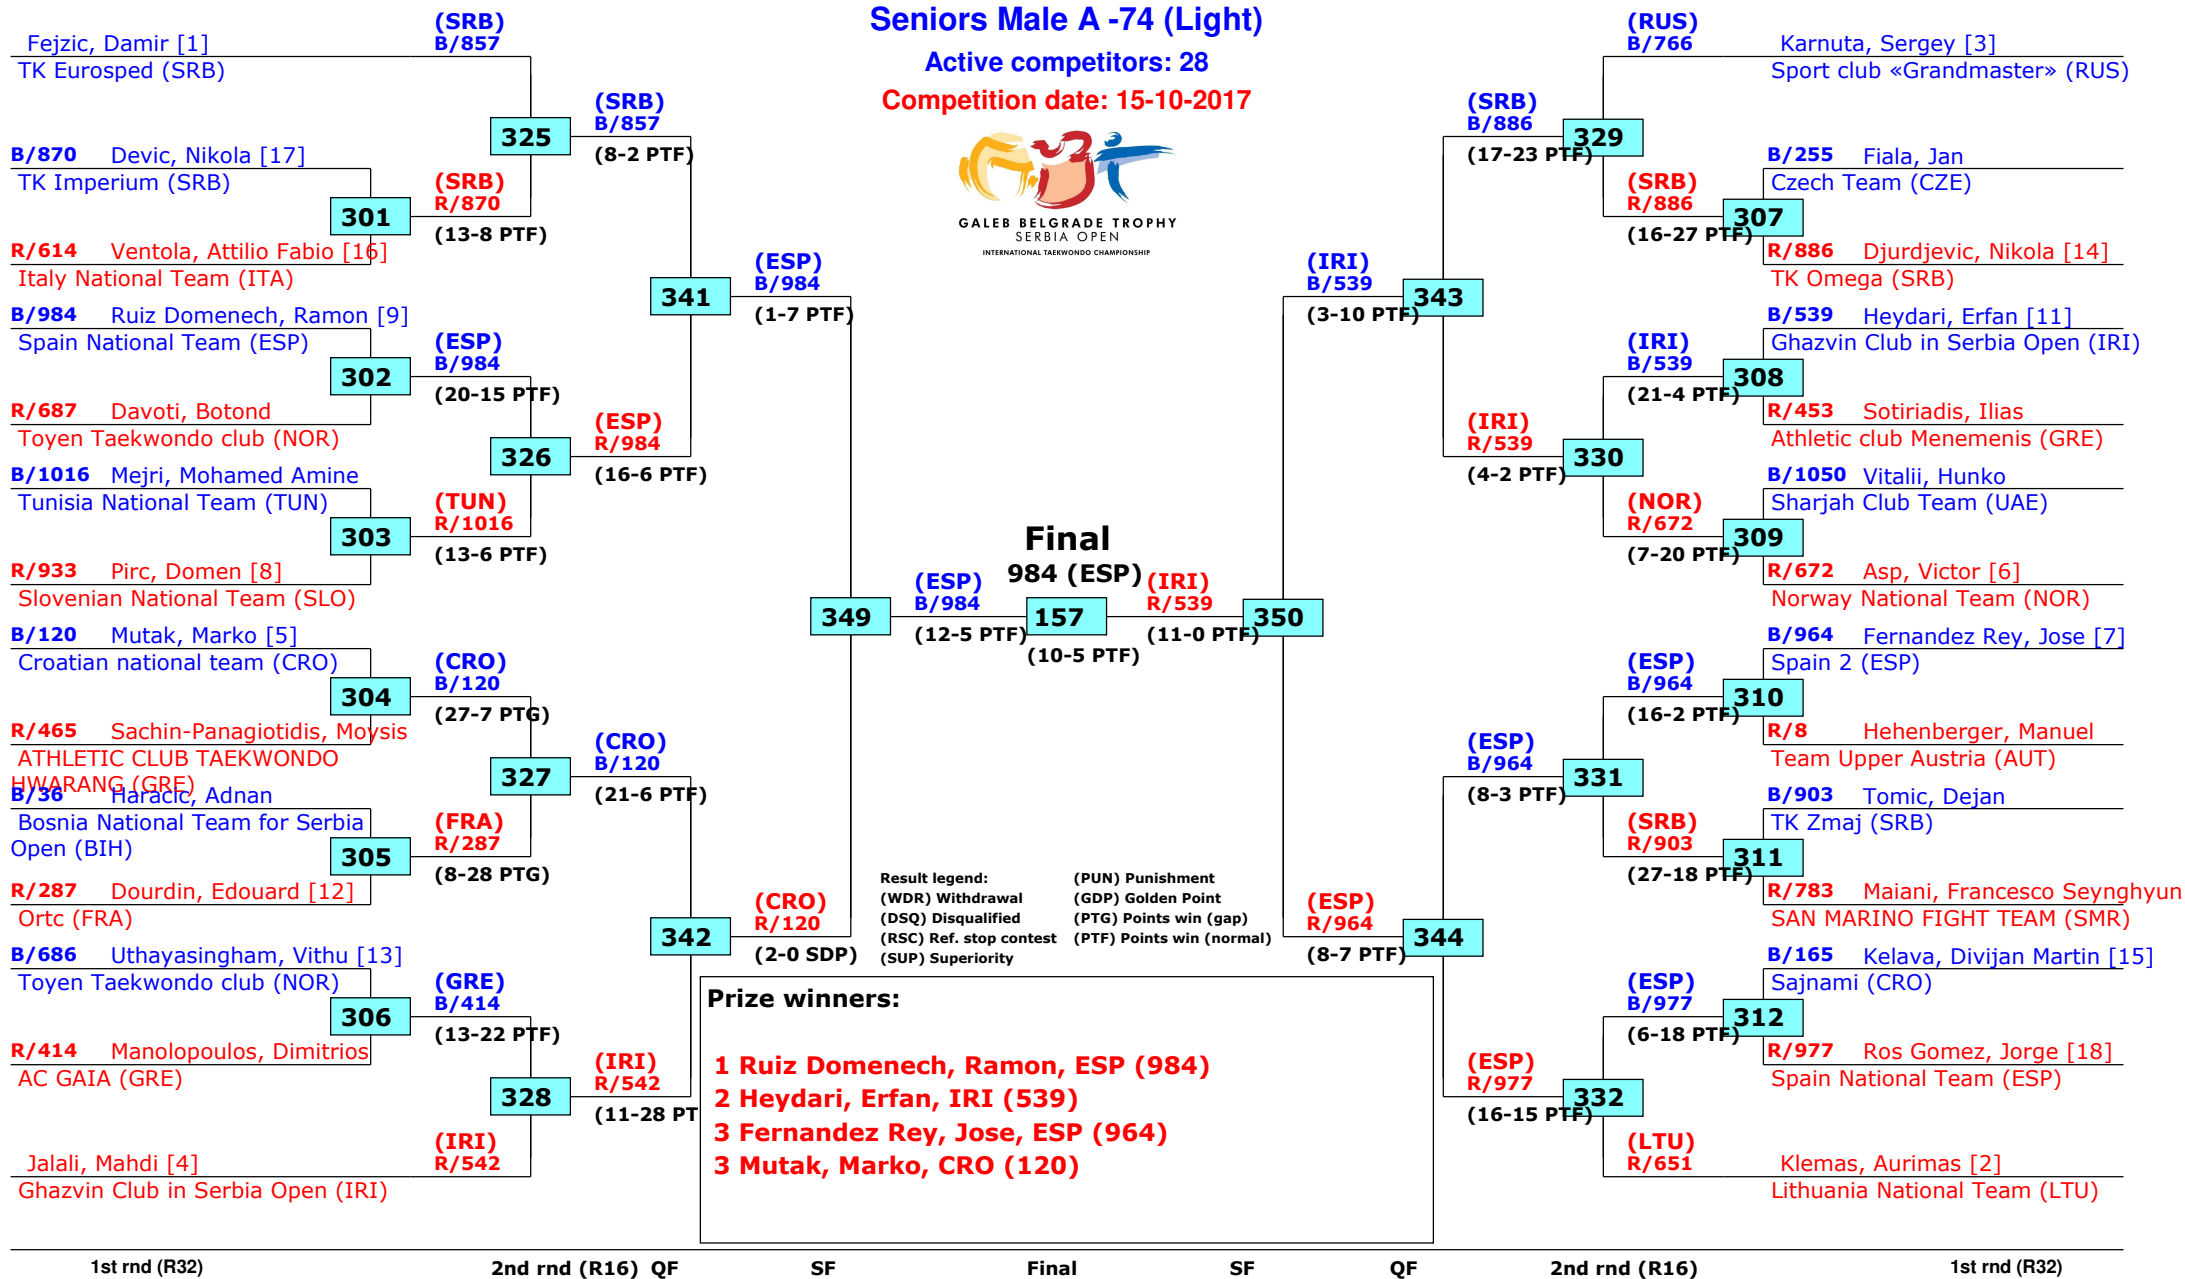 Seniors Male A -74 (Light)
Active competitors: 28
Competition date: 15-10-2017
GALEB BELGRADE TROPHY
SERBIA OPEN
INTERNATIONAL TAEKWONDO CHAMPIONSHIP
Fejzic, Damir [1]
TK Eurosped (SRB)
B/870 Devic, Nikola [17]
TK Imperium (SRB)
301
R/614 Ventola, Attilio Fabio [16]
Italy National Team (ITA)
B/984 Ruiz Domenech, Ramon [9]
Spain National Team (ESP)
302
R/687 Davoti, Botond
Toyen Taekwondo club (NOR)
B/1016 Mejri, Mohamed Amine
Tunisia National Team (TUN)
303
R/933 Pirc, Domen [8]
Slovenian National Team (SLO)
B/120 Mutak, Marko [5]
Croatian national team (CRO)
304
R/465 Sachin-Panagiotidis, Moysis
ATHLETIC CLUB TAEKWONDO
HWARANG (GRE)
B/36 Haracic, Adnan
Bosnia National Team for Serbia
Open (BIH)
305
R/287 Dourdin, Edouard [12]
Ortc (FRA)
B/686 Uthayasingham, Vithu [13]
Toyen Taekwondo club (NOR)
306
R/414 Manolopoulos, Dimitrios
AC GAIA (GRE)
Jalali, Mahdi [4]
Ghazvin Club in Serbia Open (IRI)
(SRB)
B/857
325
(SRB)
R/870
(13-8 PTF)
(ESP)
B/984
(20-15 PTF)
326
(TUN)
R/1016
(13-6 PTF)
(CRO)
B/120
(27-7 PTG)
327
(FRA)
R/287
(8-28 PTG)
(GRE)
B/414
(13-22 PTF)
328
(IRI)
R/542
(SRB)
B/857
(8-2 PTF)
341
(ESP)
R/984
(16-6 PTF)
(CRO)
B/120
(21-6 PTF)
342
(IRI)
R/542
(11-28 PT
(ESP)
B/984
(1-7 PTF)
349
(CRO)
R/120
(2-0 SDP)
(ESP)
B/984
(12-5 PTF)
Final
984 (ESP)
157
(10-5 PTF)
(IRI)
R/539
(11-0 PTF)
350
(IRI)
B/539
(3-10 PTF)
343
(ESP)
R/964
(8-7 PTF)
344
(SRB)
B/886
(17-23 PTF)
329
(IRI)
R/539
(4-2 PTF)
330
(ESP)
B/964
(8-3 PTF)
331
(ESP)
R/977
(16-15 PTF)
332
(RUS)
B/766
(SRB)
R/886
(16-27 PTF)
307
(IRI)
B/539
(21-4 PTF)
308
(NOR)
R/672
(7-20 PTF)
309
(ESP)
B/964
(16-2 PTF)
310
(SRB)
R/903
(27-18 PTF)
311
(ESP)
B/977
(6-18 PTF)
312
(LTU)
R/651
Karnuta, Sergey [3]
Sport club «Grandmaster» (RUS)
B/255 Fiala, Jan
Czech Team (CZE)
R/886 Djurdjevic, Nikola [14]
TK Omega (SRB)
B/539 Heydari, Erfan [11]
Ghazvin Club in Serbia Open (IRI)
R/453 Sotiriadis, Ilias
Athletic club Menemenis (GRE)
B/1050 Vitalii, Hunko
Sharjah Club Team (UAE)
R/672 Asp, Victor [6]
Norway National Team (NOR)
B/964 Fernandez Rey, Jose [7]
Spain 2 (ESP)
R/8 Hehenberger, Manuel
Team Upper Austria (AUT)
B/903 Tomic, Dejan
TK Zmaj (SRB)
R/783 Maiani, Francesco Seynghyun
SAN MARINO FIGHT TEAM (SMR)
B/165 Kelava, Divijan Martin [15]
Sajnami (CRO)
R/977 Ros Gomez, Jorge [18]
Spain National Team (ESP)
Klemas, Aurimas [2]
Lithuania National Team (LTU)
Result legend:
(WDR) Withdrawal
(DSQ) Disqualified
(RSC) Ref. stop contest
(SUP) Superiority
(PUN) Punishment
(GDP) Golden Point
(PTG) Points win (gap)
(PTF) Points win (normal)
Prize winners:
1 Ruiz Domenech, Ramon, ESP (984)
2 Heydari, Erfan, IRI (539)
3 Fernandez Rey, Jose, ESP (964)
3 Mutak, Marko, CRO (120)
1st rnd (R32) 2nd rnd (R16) QF SF Final SF QF 2nd rnd (R16) 1st rnd (R32)